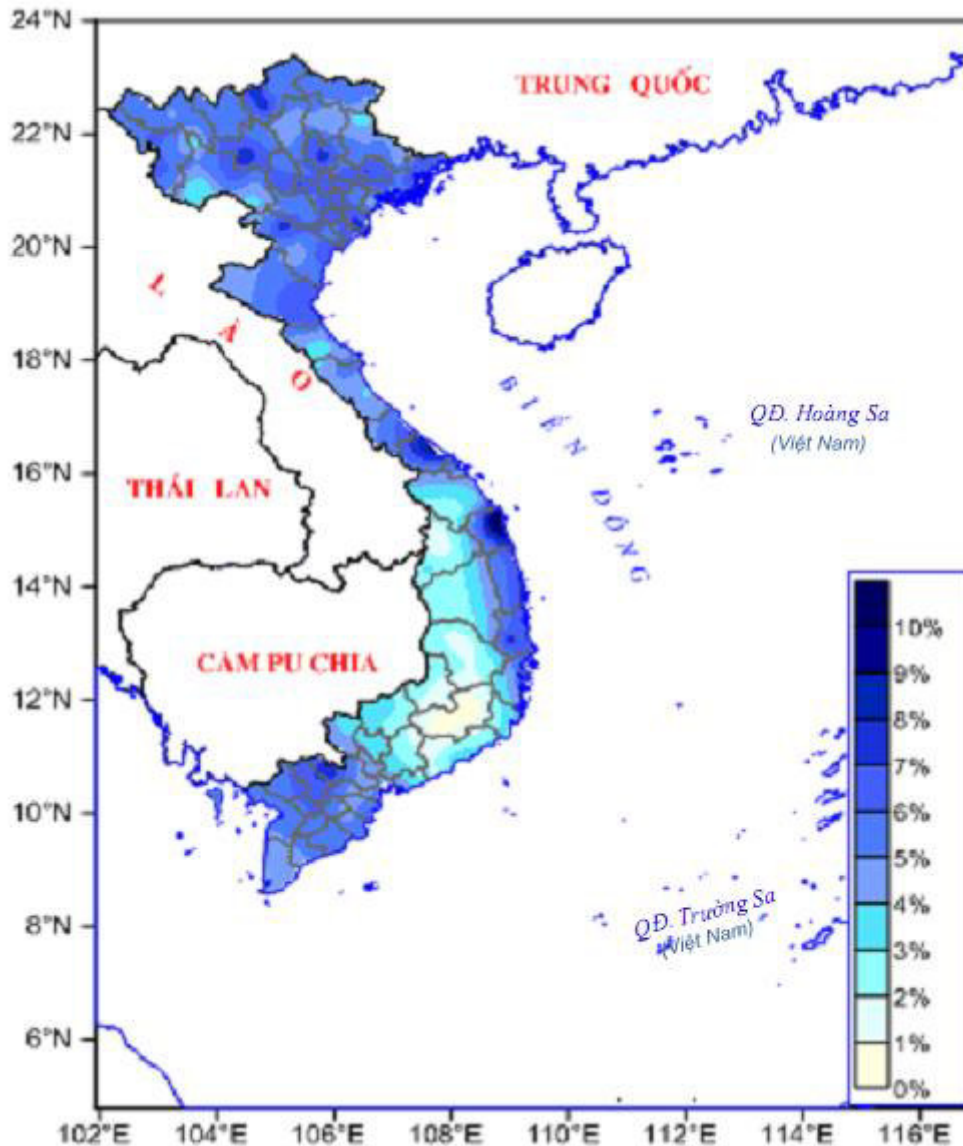 24°N
TRUNG QUỐC
22°N
20°N
L
À
O
18°N
BIỂN ĐÔNG
QĐ. Hoàng Sa
(Việt Nam)
16°N
THÁI LAN
14°N
CĂM PU CHIA
12°N
10°N
8°N
6°N
QĐ. Trường Sa
(Việt Nam)
10%
9%
8%
7%
6%
5%
4%
3%
2%
1%
0%
102°E 104°E 106°E 108°E 110°E 112°E 114°E 116°E